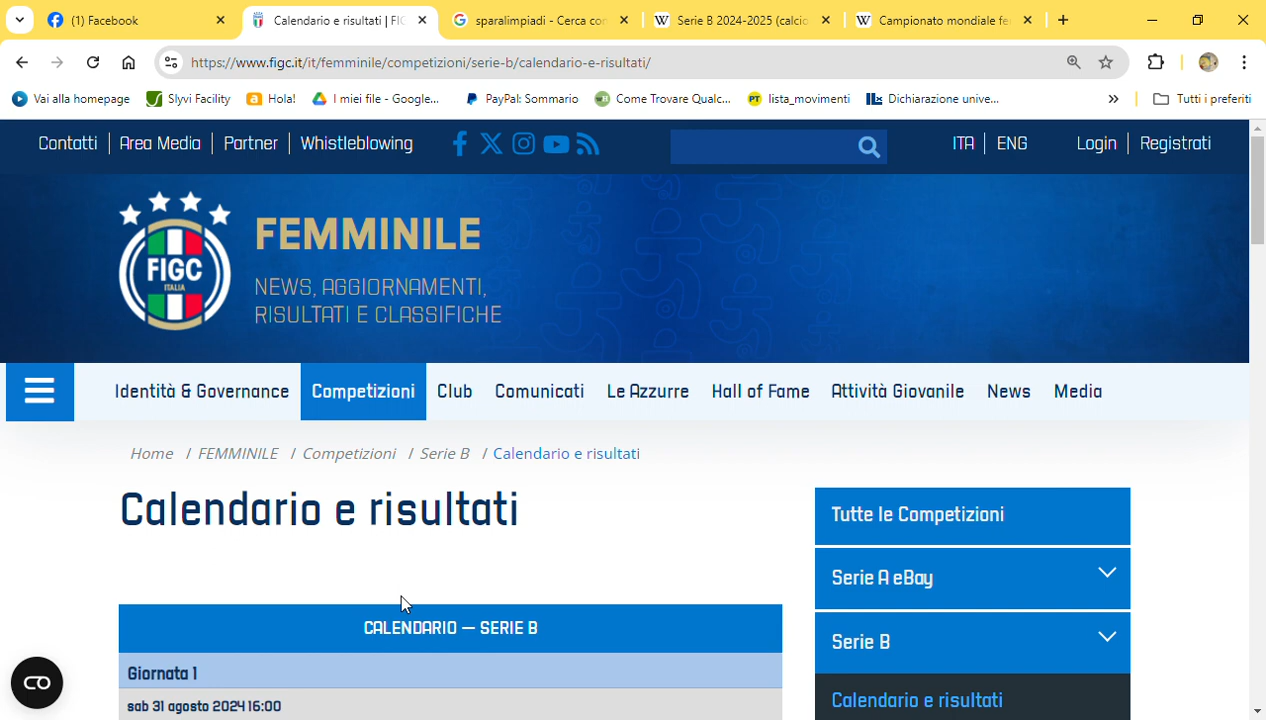 (1) Facebook
Calendario e risultati | FIGC
sparalimpiadi - Cerca con
Serie B 2024-2025 (calcio
Campionato mondiale fe
https://www.figc.it/it/femminile/competizioni/serie-b/calendario-e-risultati/
Vai alla homepage
Slyvi Facility
Hola!
I miei file - Google...
PayPal: Sommario
Come Trovare Qualc...
PT lista_movimenti
Dichiarazione unive...
Tutti i preferiti
Contatti
Area Media
Partner
Whistleblowing
ITA
ENG
Login
Registrati
FIGC
ITALIA
FEMMINILE
NEWS, AGGIORNAMENTI,
RISULTATI E CLASSIFICHE
Identità & Governance
Competizioni
Club
Comunicati
Le Azzurre
Hall of Fame
Attività Giovanile
News
Media
Home / FEMMINILE / Competizioni / Serie B / Calendario e risultati
Calendario e risultati
Tutte le Competizioni
Serie A eBay
Serie B
Calendario e risultati
CALENDARIO — SERIE B
Giornata 1
sab 31 agosto 2024 16:00